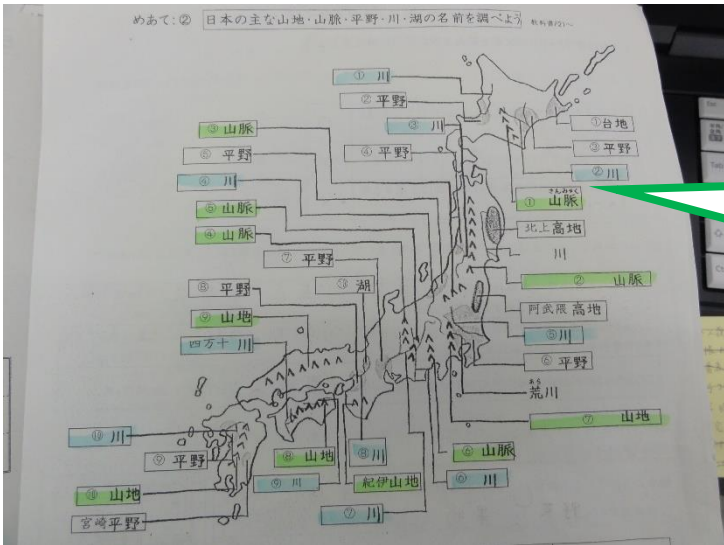 めあて:② 日本の主な山地・山脈・平野・川・湖の名前を調べよう
① 川
② 平野
③ 山脈
③ 川
①台地
⑤ 平野
④ 平野
③平野
④ 川
②川
⑤ 山脈
さんみゃく
① 山脈
④ 山脈
北上高地
⑦ 平野
川
⑧ 平野
⑩ 湖
② 山脈
⑨ 山地
阿武隈高地
四万十 川
⑤川
⑥ 平野
あら
荒川
⑦ 山地
⑩ 川
⑨ 平野
⑧ 山地
⑧川
⑥ 山脈
⑩ 山地
⑨ 川
紀伊山地
⑥ 川
宮崎平野
⑦ 川